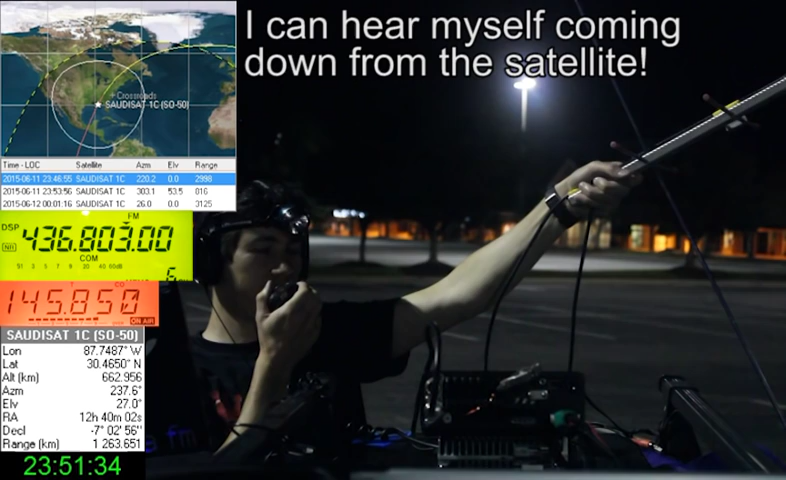 I can hear myself coming
down from the satellite!
Crossroads
SAUDISAT 1C (SO-50)
Time - LOC Satellite Azm Elv Range
2015-06-11 23:48:55 SAUDISAT 1C 220.2 0.0 2998
2015-06-11 23:53:56 SAUDISAT 1C 303.1 53.5 816
2015-06-12 00:01:16 SAUDISAT 1C 26.0 0.0 3125
FM
DSP
NR
436.803.00
COM
145.850
ON AIR
SAUDISAT 1C (SO-50)
Lon 87.7487° W
Lat 30.4650° N
Alt (km) 662.956
Azm 237.6°
Elv 27.0°
RA 12h 40m 02s
Decl -7° 02' 56"
Range (km) 1 263.651
23:51:34